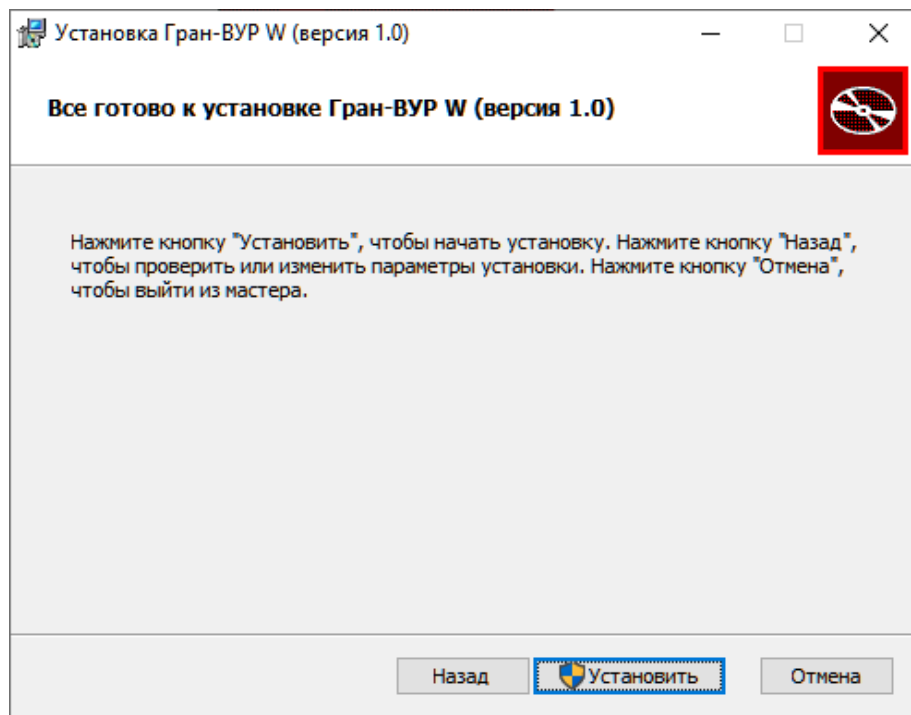 Установка Гран-ВУР W (версия 1.0)
Все готово к установке Гран-ВУР W (версия 1.0)
Нажмите кнопку "Установить", чтобы начать установку. Нажмите кнопку "Назад",
чтобы проверить или изменить параметры установки. Нажмите кнопку "Отмена",
чтобы выйти из мастера.
Назад
Установить
Отмена